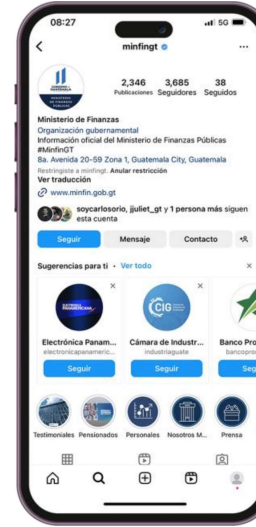 08:27
5G
minfingt
2,346 3,685 38
Publicaciones Seguidores Seguidos
Ministerio de Finanzas
Organización gubernamental
Información oficial del Ministerio de Finanzas Públicas
#MinfinGT
8a. Avenida 20-59 Zona 1, Guatemala City, Guatemala
Restringiste a minfingt. Anular restricción
Ver traducción
www.minfin.gob.gt
soycarlosorio, jjuliet_gt y 1 persona más siguen
esta cuenta
Seguir Mensaje Contacto
Sugerencias para ti • Ver todo
CIG
Electrónica Panam... Cámara de Industr... Banco Pro
electronicapanameric... industriaguate bancopro
Seguir Seguir Seg
Testimoniales Pensionados Personales Nosotros M... Prensa